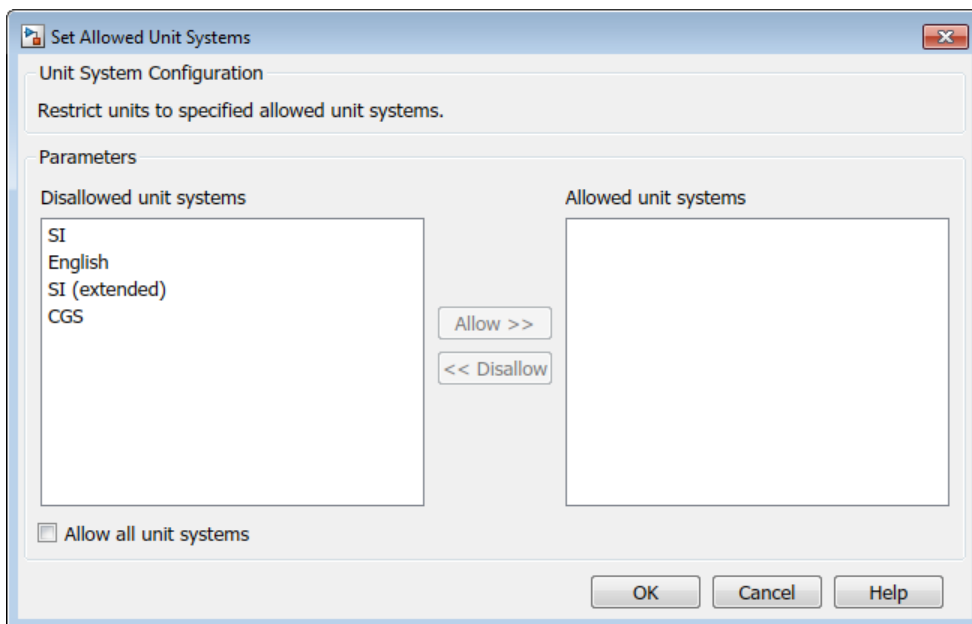 Set Allowed Unit Systems
Unit System Configuration
Restrict units to specified allowed unit systems.
Parameters
Disallowed unit systems
Allowed unit systems
SI
English
SI (extended)
CGS
Allow >>
<< Disallow
Allow all unit systems
OK
Cancel
Help